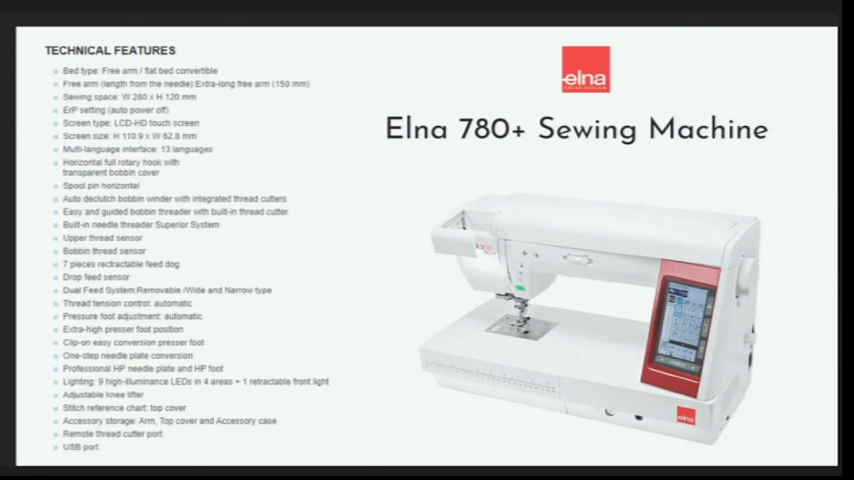 TECHNICAL FEATURES
Bed type: Free arm / flat bed convertible
Free arm (length from the needle):Extra-long free arm (150 mm)
Sewing space: W 280 x H 120 mm
ErP setting (auto power off)
Screen type: LCD-HD touch screen
Screen size: H 110.9 x W 62.8 mm
Multi-language interface: 13 languages
Horizontal full rotary hook with
transparent bobbin cover
Spool pin horizontal
Auto declutch bobbin winder with integrated thread cutters
Easy and guided bobbin threader with built-in thread cutter
Built-in needle threader Superior System
Upper thread sensor
Bobbin thread sensor
7 pieces rectractable feed dog
Drop feed sensor
Dual Feed System:Removable /Wide and Narrow type
Thread tension control: automatic
Pressure foot adjustment: automatic
Extra-high presser foot position
Clip-on easy conversion presser foot
One-step needle plate conversion
Professional HP needle plate and HP foot
Lighting: 9 high-illuminance LEDs in 4 areas + 1 retractable front light
Adjustable knee lifter
Stitch reference chart: top cover
Accessory storage: Arm, Top cover and Accessory case
Remote thread cutter port
USB port
elna
SWISS DESIGN
Elna 780+ Sewing Machine
elna